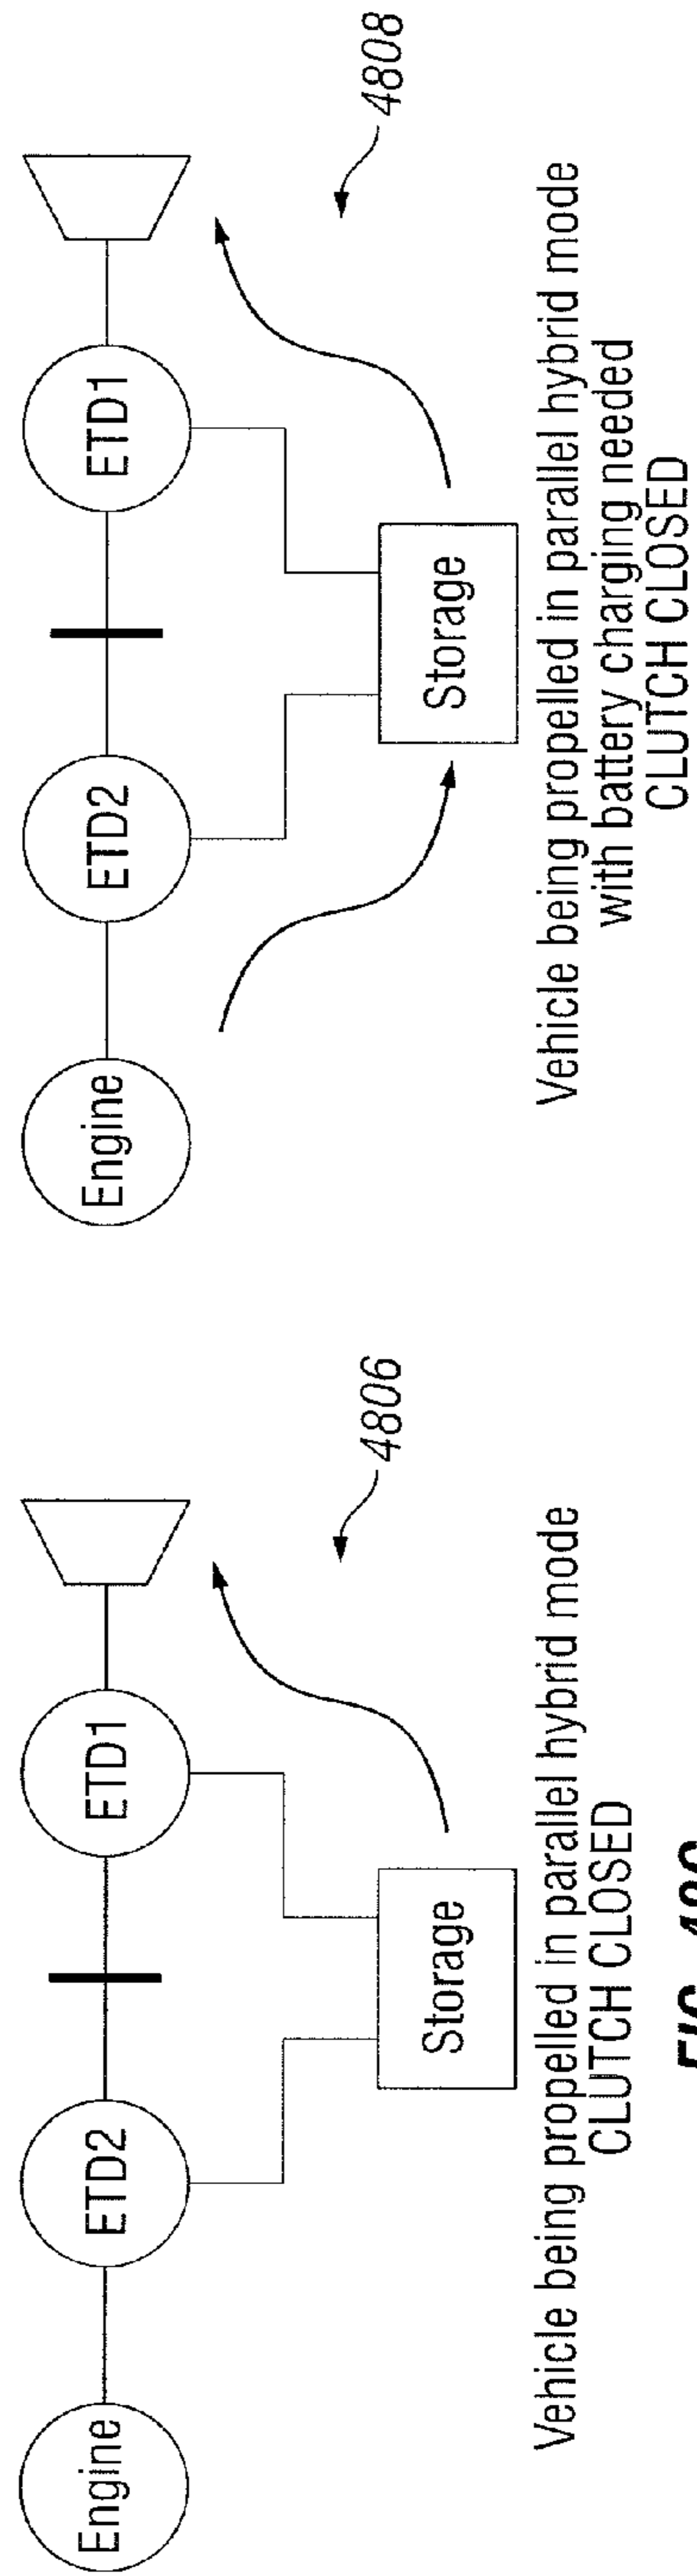 Engine
ETD2
ETD1
Storage
4806
Vehicle being propelled in parallel hybrid mode
CLUTCH CLOSED
Engine
ETD2
ETD1
Storage
4808
Vehicle being propelled in parallel hybrid mode
with battery charging needed
CLUTCH CLOSED